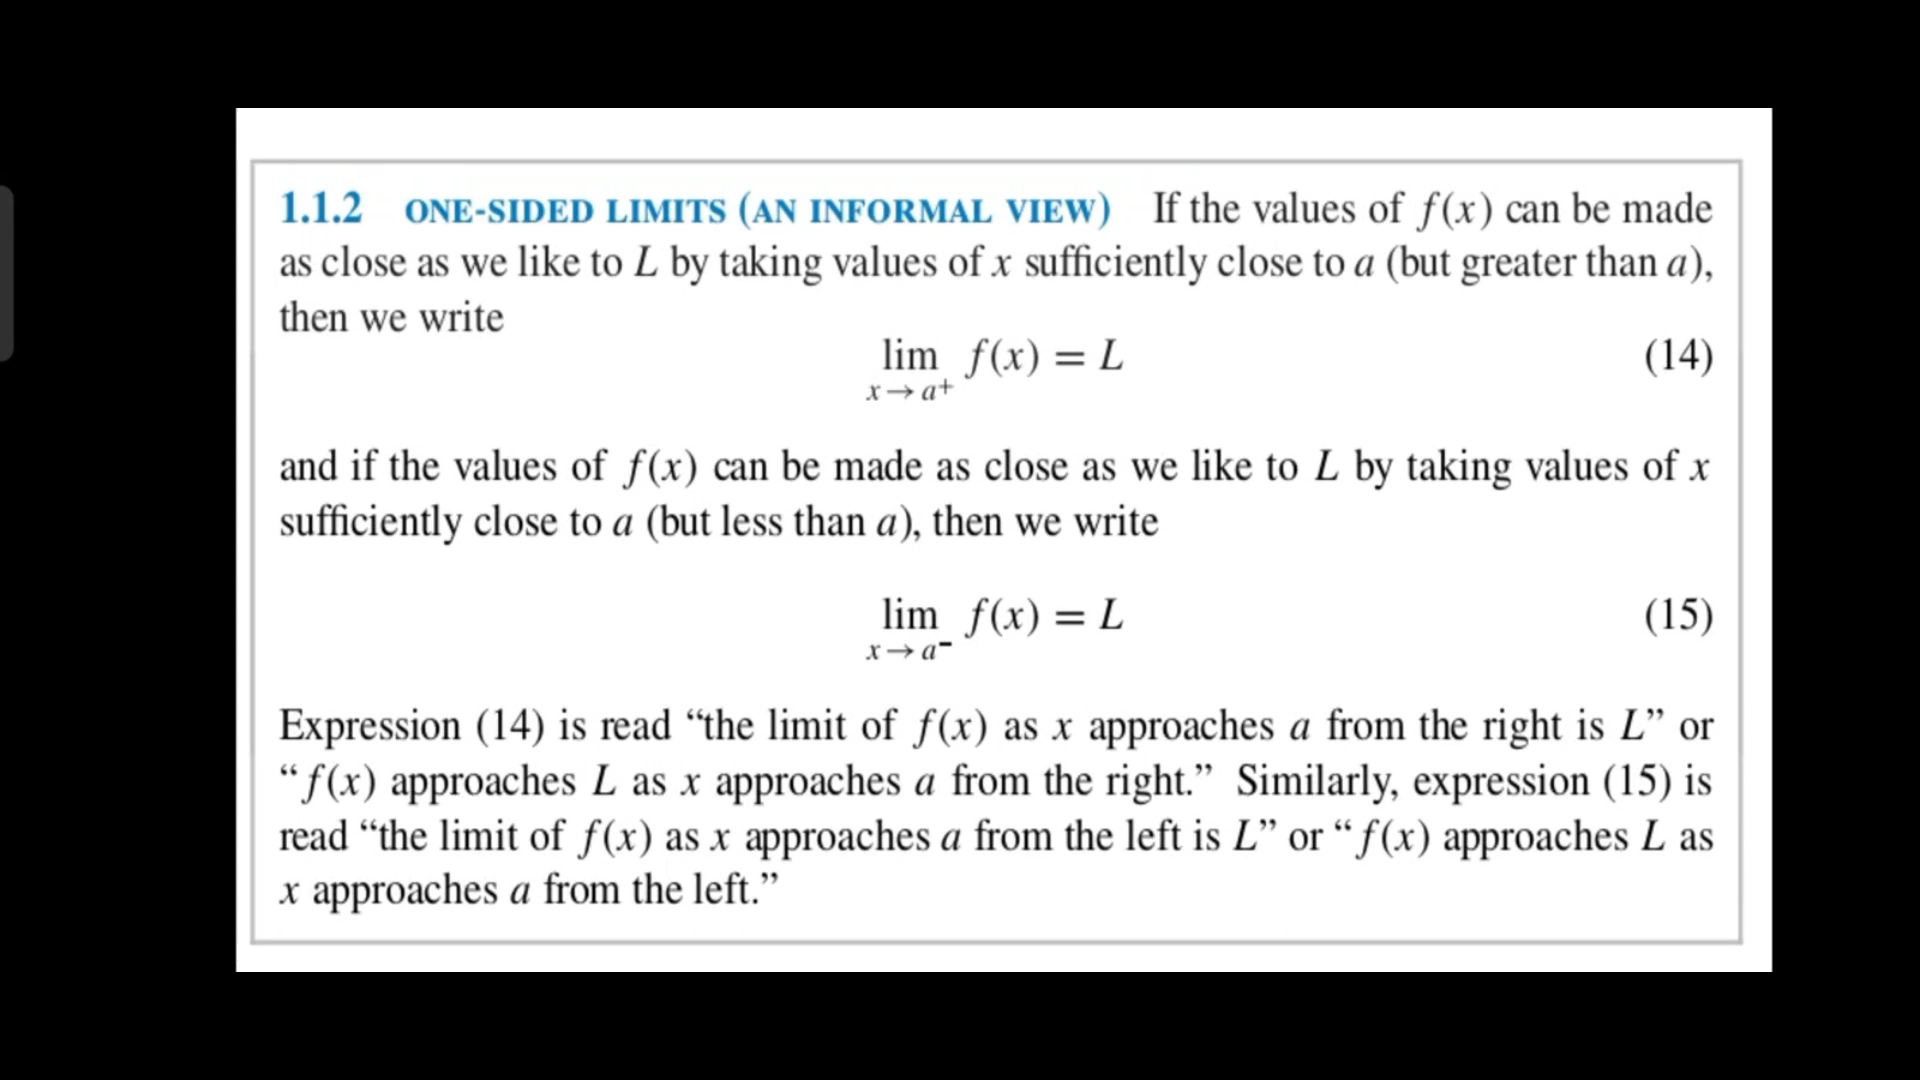 1.1.2 ONE-SIDED LIMITS (AN INFORMAL VIEW) If the values of f(x) can be made
as close as we like to L by taking values of x sufficiently close to a (but greater than a),
then we write
lim f(x) = L (14)
x→a+
and if the values of f(x) can be made as close as we like to L by taking values of x
sufficiently close to a (but less than a), then we write
lim f(x) = L (15)
x→a−
Expression (14) is read “the limit of f(x) as x approaches a from the right is L” or
“f(x) approaches L as x approaches a from the right.” Similarly, expression (15) is
read “the limit of f(x) as x approaches a from the left is L” or “f(x) approaches L as
x approaches a from the left.”